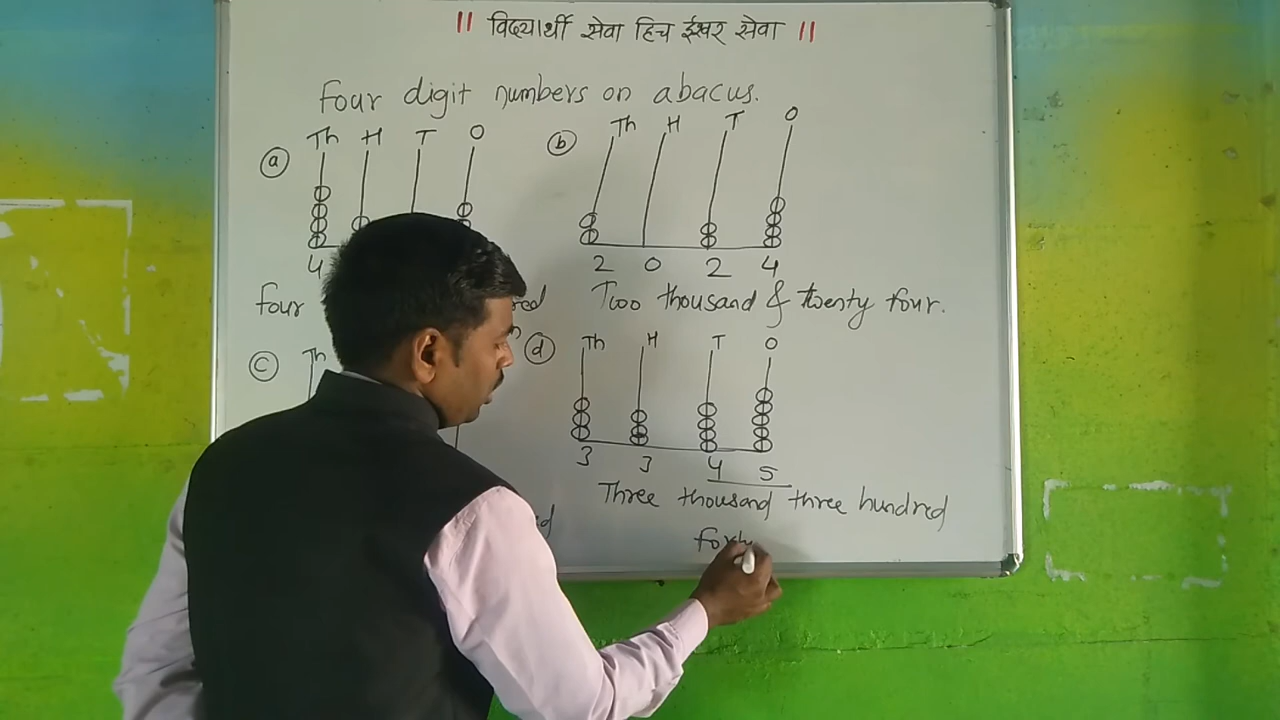 || विद्यार्थी सेवा हिच ईश्वर सेवा ||
Four digit numbers on abacus.
a Th H T O
4
four
b Th H T O
2 0 2 4
Two thousand & twenty four.
c Th
d Th H T O
3 3 4 5
Three thousand three hundred
forty